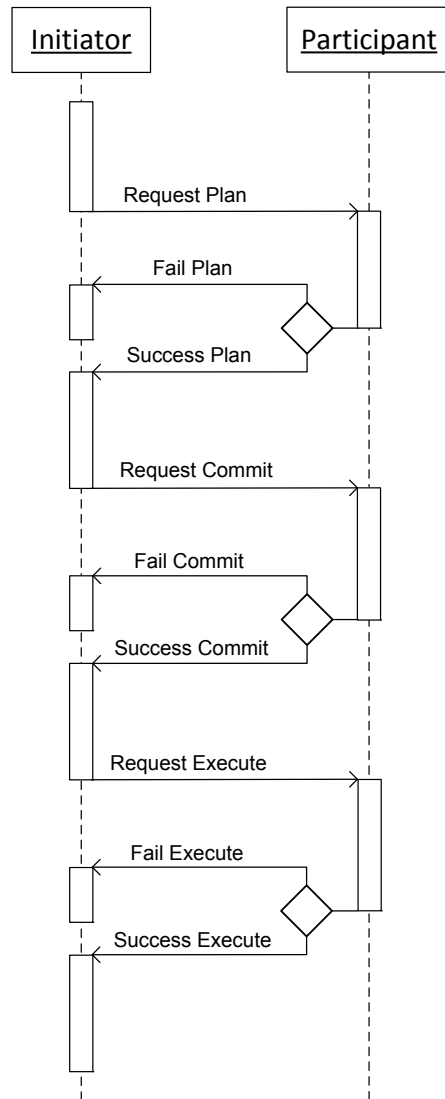 Initiator
Participant
Request Plan
Fail Plan
Success Plan
Request Commit
Fail Commit
Success Commit
Request Execute
Fail Execute
Success Execute